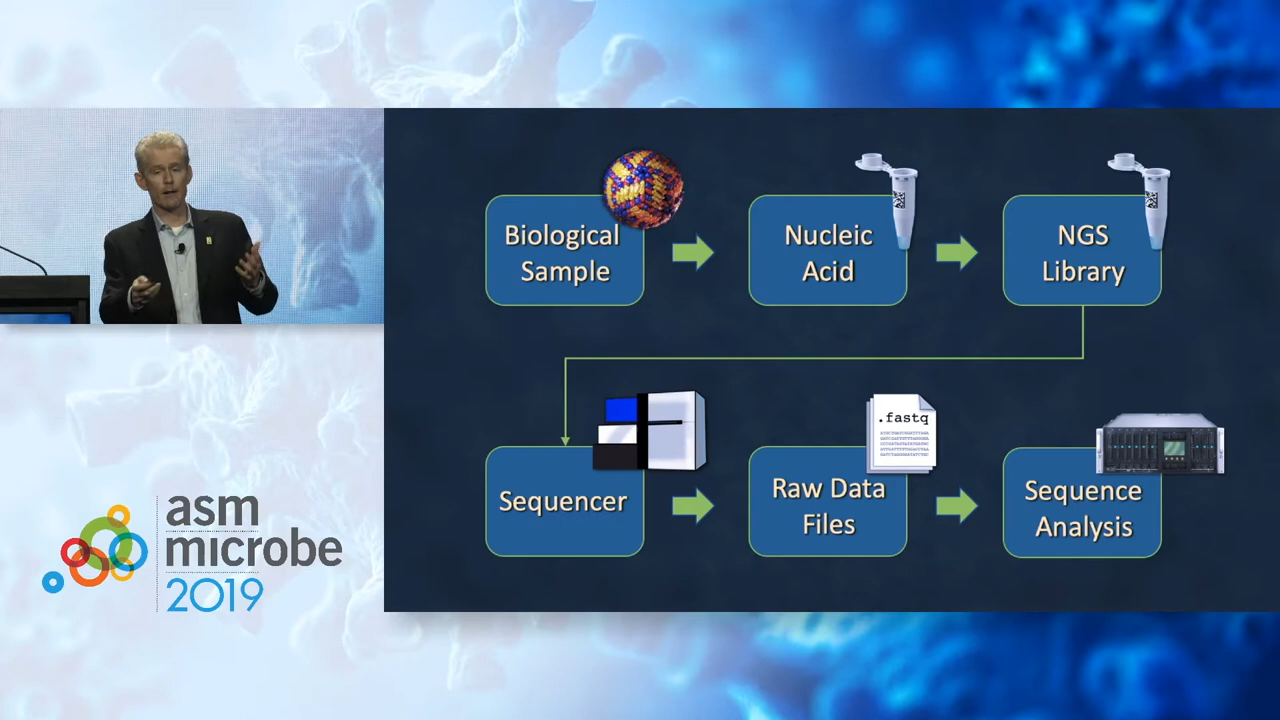 Biological
Sample
Nucleic
Acid
NGS
Library
Sequencer
.fastq
Raw Data
Files
Sequence
Analysis
asm
microbe
2019